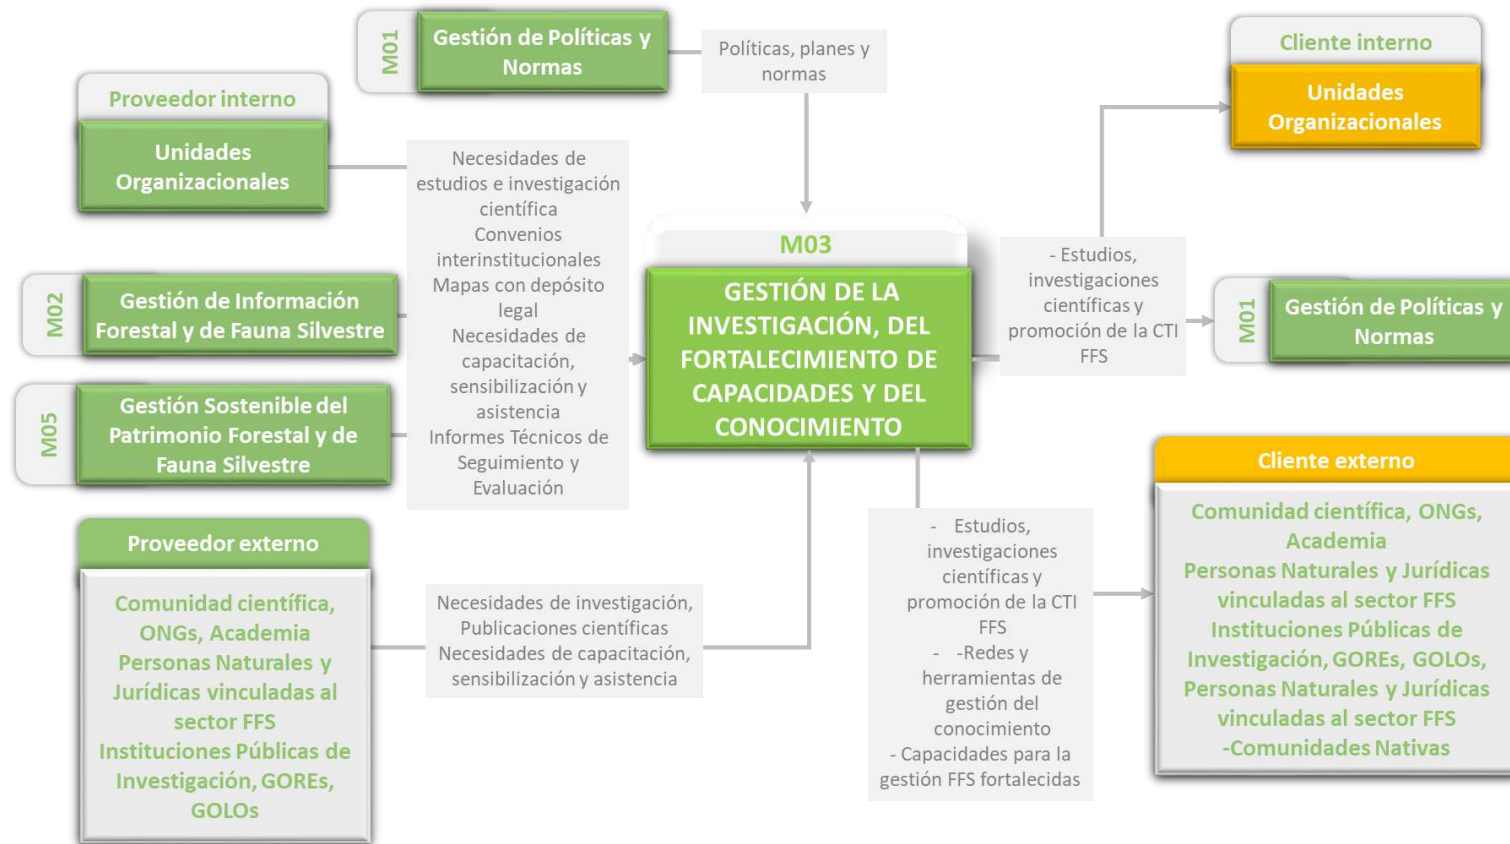 M01
Gestión de Políticas y
Normas
Políticas, planes y
normas
Proveedor interno
Unidades
Organizacionales
M02
Gestión de Información
Forestal y de Fauna Silvestre
M05
Gestión Sostenible del
Patrimonio Forestal y de
Fauna Silvestre
Necesidades de
estudios e investigación
científica
Convenios
interinstitucionales
Mapas con depósito
legal
Necesidades de
capacitación,
sensibilización y
asistencia
Informes Técnicos de
Seguimiento y
Evaluación
Proveedor externo
Comunidad científica,
ONGs, Academia
Personas Naturales y
Jurídicas vinculadas al
sector FFS
Instituciones Públicas de
Investigación, GOREs,
GOLOs
Necesidades de investigación,
Publicaciones científicas
Necesidades de capacitación,
sensibilización y asistencia
M03
GESTIÓN DE LA
INVESTIGACIÓN, DEL
FORTALECIMIENTO DE
CAPACIDADES Y DEL
CONOCIMIENTO
- Estudios,
investigaciones
científicas y
promoción de la CTI
FFS
Cliente interno
Unidades
Organizacionales
M01
Gestión de Políticas y
Normas
- Estudios,
investigaciones
científicas y
promoción de la CTI
FFS
- -Redes y
herramientas de
gestión del
conocimiento
- Capacidades para la
gestión FFS fortalecidas
Cliente externo
Comunidad científica, ONGs,
Academia
Personas Naturales y Jurídicas
vinculadas al sector FFS
Instituciones Públicas de
Investigación, GOREs, GOLOs,
Personas Naturales y Jurídicas
vinculadas al sector FFS
-Comunidades Nativas